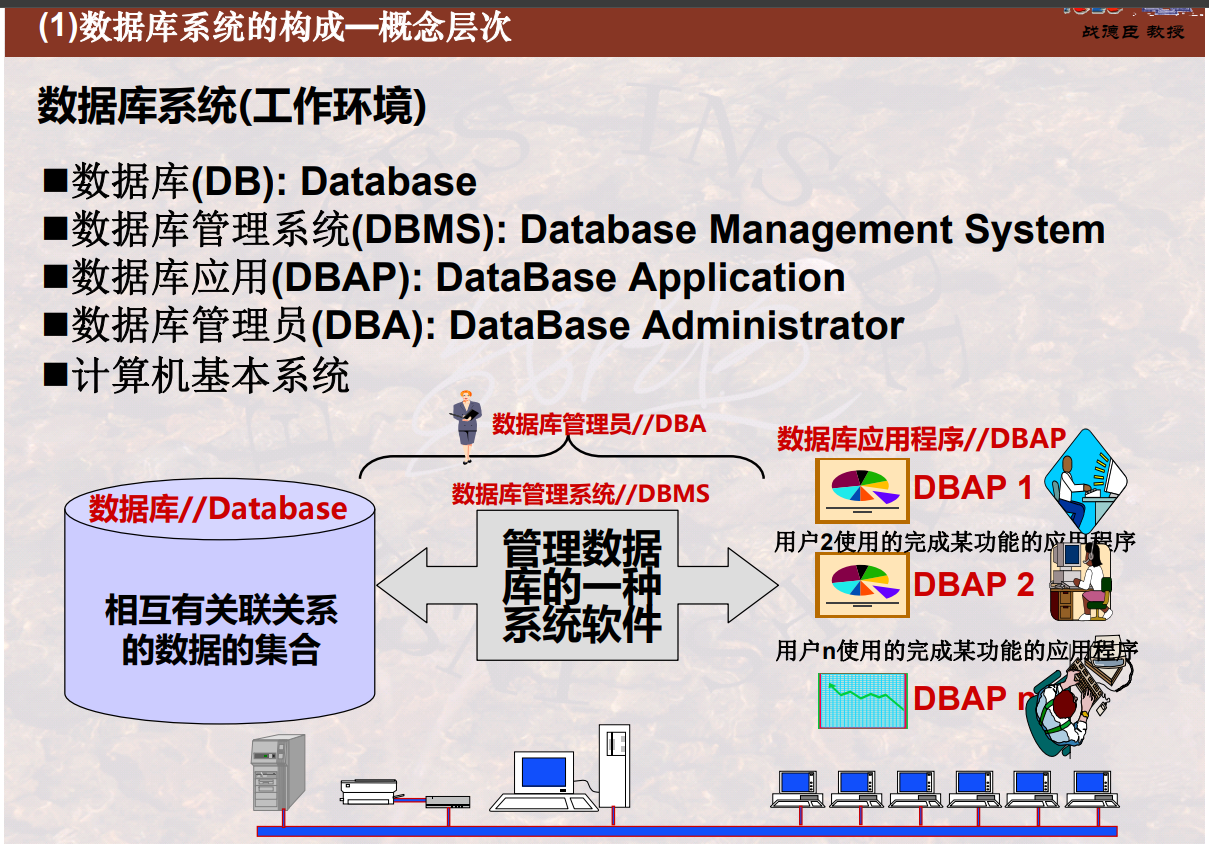 (1)数据库系统的构成—概念层次
战德臣 教授
数据库系统(工作环境)
■数据库(DB): Database
■数据库管理系统(DBMS): Database Management System
■数据库应用(DBAP): DataBase Application
■数据库管理员(DBA): DataBase Administrator
■计算机基本系统
数据库管理员//DBA
数据库应用程序//DBAP
数据库管理系统//DBMS
数据库//Database
DBAP 1
管理数据
库的一种
系统软件
用户2使用的完成某功能的应用程序
DBAP 2
相互有关联关系
的数据的集合
用户n使用的完成某功能的应用程序
DBAP n